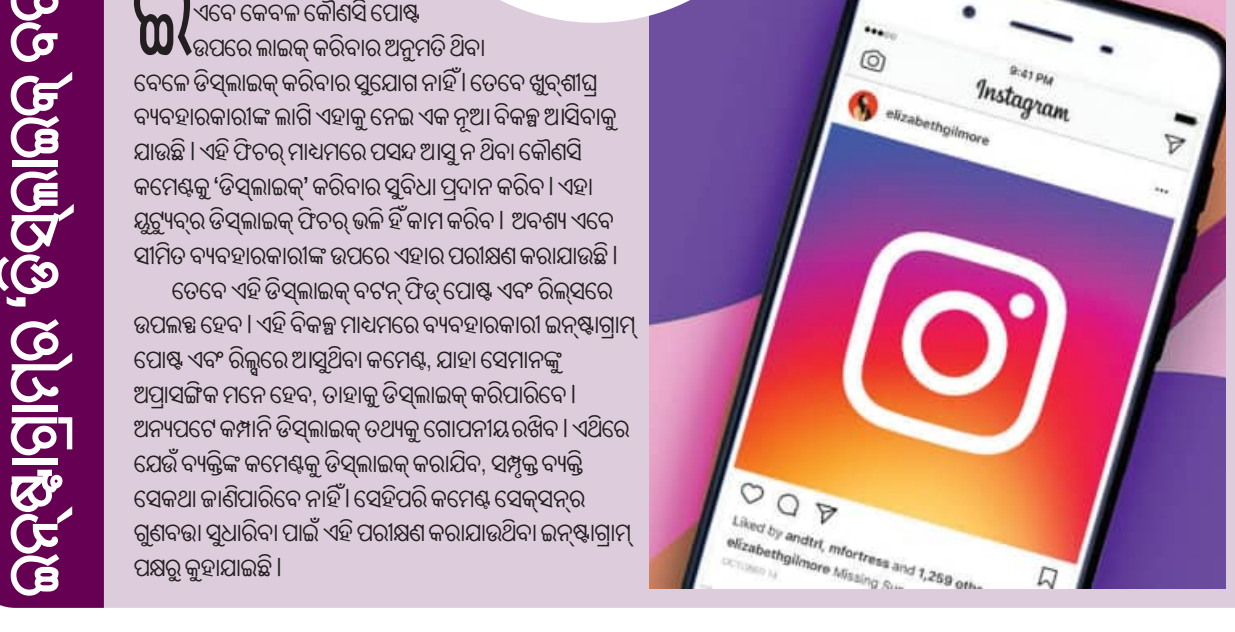 ଇନ୍‌ଷ୍ଟାଗ୍ରାମ୍‌ର ‘ଡିସ୍‌ଲାଇକ୍
ଏବେ କେବଳ କୌଣସି ପୋଷ୍ଟ
ଉପରେ ଲାଇକ୍ କରିବାର ଅନୁମତି ଥିବା
ବେଳେ ଡିସ୍‌ଲାଇକ୍ କରିବାର ସୁଯୋଗ ନାହିଁ । ତେବେ ଖୁବ୍‌ଶୀଘ୍ର
ବ୍ୟବହାରକାରୀଙ୍କ ଲାଗି ଏହାକୁ ନେଇ ଏକ ନୂଆ ବିକଳ୍ପ ଆସିବାକୁ
ଯାଉଛି । ଏହି ଫିଚର୍ ମାଧ୍ୟମରେ ପସନ୍ଦ ଆସୁ ନ ଥିବା କୌଣସି
କମେଣ୍ଟକୁ ‘ଡିସ୍‌ଲାଇକ୍’ କରିବାର ସୁବିଧା ପ୍ରଦାନ କରିବ । ଏହା
ୟୁଟ୍ୟୁବ୍‌ର ଡିସ୍‌ଲାଇକ୍ ଫିଚର୍ ଭଳି ହିଁ କାମ କରିବ । ଅବଶ୍ୟ ଏବେ
ସୀମିତ ବ୍ୟବହାରକାରୀଙ୍କ ଉପରେ ଏହାର ପରୀକ୍ଷଣ କରାଯାଉଛି ।
ତେବେ ଏହି ଡିସ୍‌ଲାଇକ୍ ବଟନ୍ ଫିଡ୍ ପୋଷ୍ଟ ଏବଂ ରିଲ୍‌ସରେ
ଉପଲବ୍ଧ ହେବ । ଏହି ବିକଳ୍ପ ମାଧ୍ୟମରେ ବ୍ୟବହାରକାରୀ ଇନ୍‌ଷ୍ଟାଗ୍ରାମ୍
ପୋଷ୍ଟ ଏବଂ ରିଲ୍ସରେ ଆସୁଥିବା କମେଣ୍ଟ, ଯାହା ସେମାନଙ୍କୁ
ଅପ୍ରାସଙ୍ଗିକ ମନେ ହେବ, ତାହାକୁ ଡିସ୍‌ଲାଇକ୍ କରିପାରିବେ ।
ଅନ୍ୟପଟେ କମ୍ପାନି ଡିସ୍‌ଲାଇକ୍ ତଥ୍ୟକୁ ଗୋପନୀୟ ରଖିବ । ଏଥିରେ
ଯେଉଁ ବ୍ୟକ୍ତିଙ୍କ କମେଣ୍ଟକୁ ଡିସ୍‌ଲାଇକ୍ କରାଯିବ, ସମ୍ପୃକ୍ତ ବ୍ୟକ୍ତି
ସେକଥା ଜାଣିପାରିବେ ନାହିଁ । ସେହିପରି କମେଣ୍ଟ ସେକ୍‌ସନ୍‌ର
ଗୁଣବତ୍ତା ସୁଧାରିବା ପାଇଁ ଏହି ପରୀକ୍ଷଣ କରାଯାଉଥିବା ଇନ୍‌ଷ୍ଟାଗ୍ରାମ୍
ପକ୍ଷରୁ କୁହାଯାଇଛି ।
9:41 PM
Instagram
elizabethgilmore
Liked by andtrl, mfortress and 1,259
elizabethgilmore Missing
OCTOBER 14